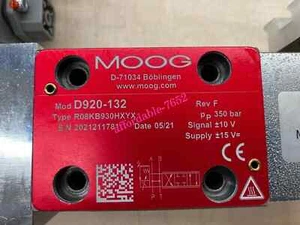 MOOG
D-71034 Böblingen
www.moog.com
Mod D920-132 Rev F
Type R08KB930HXYX Pp 350 bar
S/N 202121178 Date 05/21 Signal ±10 V
Supply ±15 V=